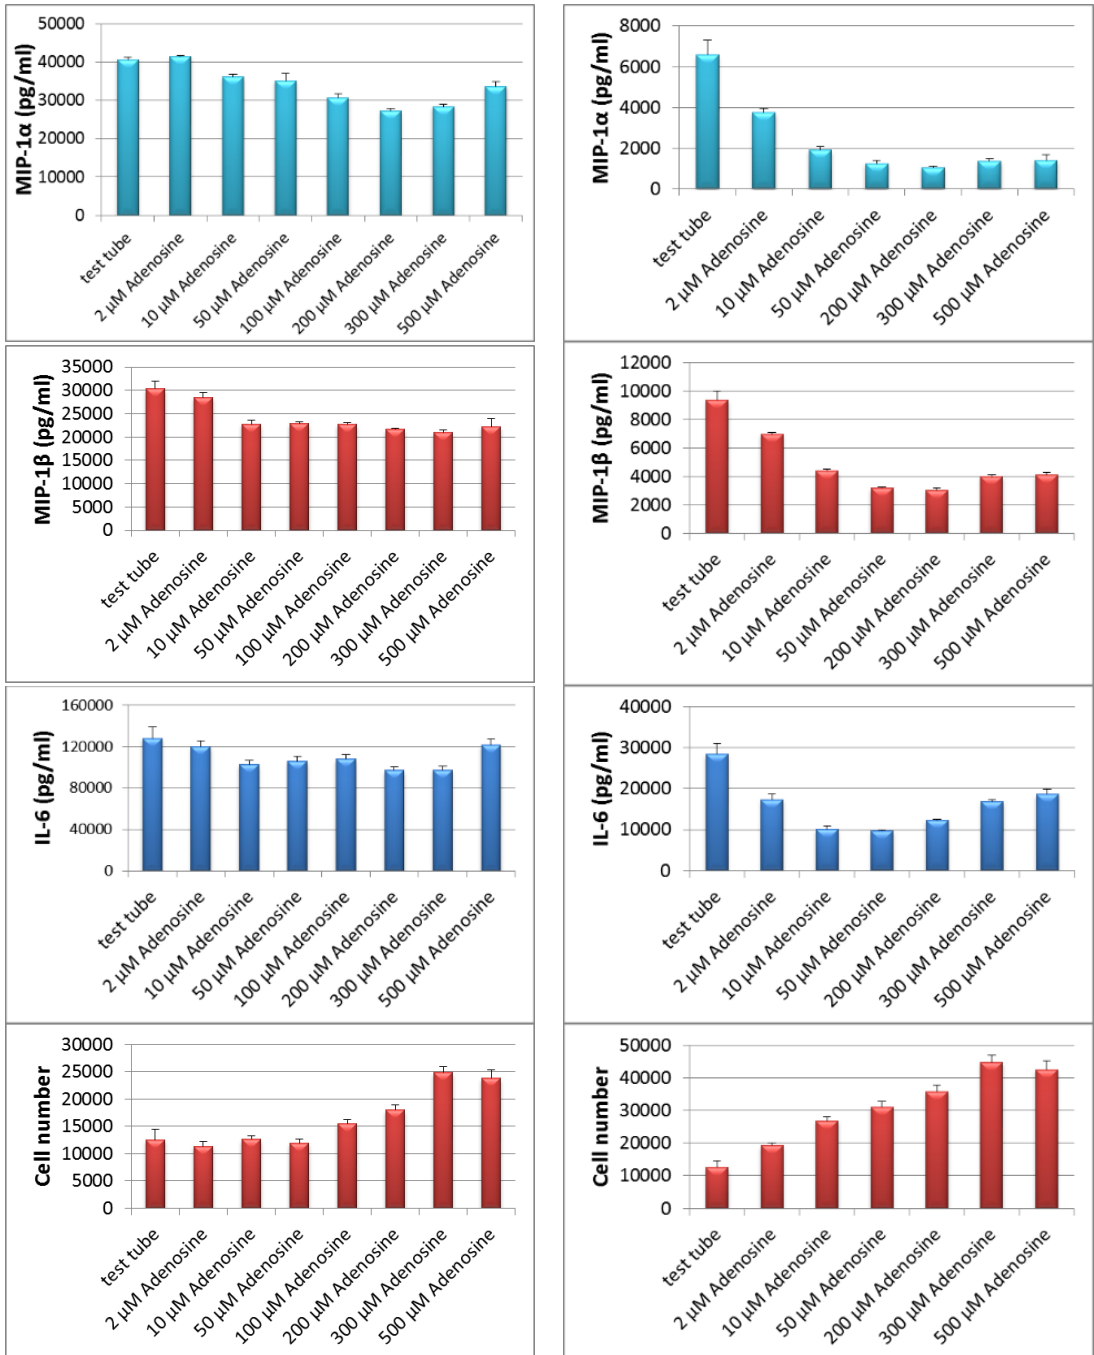 MIP-1α (pg/ml)
50000
40000
30000
20000
10000
0
test tube
2 µM Adenosine
10 µM Adenosine
50 µM Adenosine
100 µM Adenosine
200 µM Adenosine
300 µM Adenosine
500 µM Adenosine
MIP-1α (pg/ml)
8000
6000
4000
2000
0
test tube
2 µM Adenosine
10 µM Adenosine
50 µM Adenosine
200 µM Adenosine
300 µM Adenosine
500 µM Adenosine
MIP-1β (pg/ml)
35000
30000
25000
20000
15000
10000
5000
0
test tube
2 µM Adenosine
10 µM Adenosine
50 µM Adenosine
100 µM Adenosine
200 µM Adenosine
300 µM Adenosine
500 µM Adenosine
MIP-1β (pg/ml)
12000
10000
8000
6000
4000
2000
0
test tube
2 µM Adenosine
10 µM Adenosine
50 µM Adenosine
200 µM Adenosine
300 µM Adenosine
500 µM Adenosine
IL-6 (pg/ml)
160000
120000
80000
40000
0
test tube
2 µM Adenosine
10 µM Adenosine
50 µM Adenosine
100 µM Adenosine
200 µM Adenosine
300 µM Adenosine
500 µM Adenosine
IL-6 (pg/ml)
40000
30000
20000
10000
0
test tube
2 µM Adenosine
10 µM Adenosine
50 µM Adenosine
200 µM Adenosine
300 µM Adenosine
500 µM Adenosine
Cell number
30000
25000
20000
15000
10000
5000
0
test tube
2 µM Adenosine
10 µM Adenosine
50 µM Adenosine
100 µM Adenosine
200 µM Adenosine
300 µM Adenosine
500 µM Adenosine
Cell number
50000
40000
30000
20000
10000
0
test tube
2 µM Adenosine
10 µM Adenosine
50 µM Adenosine
200 µM Adenosine
300 µM Adenosine
500 µM Adenosine